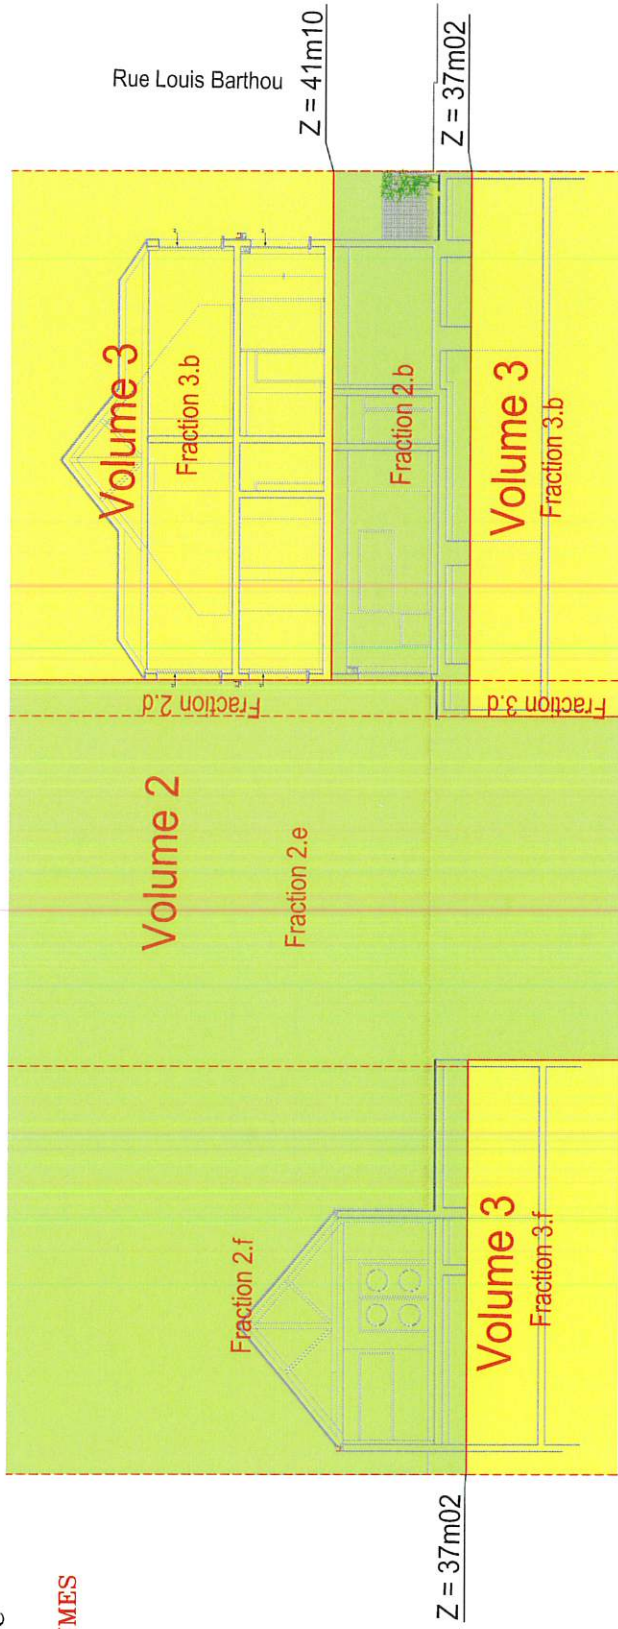 Rue Louis Barthou
Z = 41m10
Z = 37m02
Volume 3
Fraction 3.b
Fraction 2.b
Volume 3
Fraction 3.b
Fraction 2.d
Fraction 3.d
Volume 2
Fraction 2.e
Fraction 2.f
Volume 3
Fraction 3.f
Z = 37m02